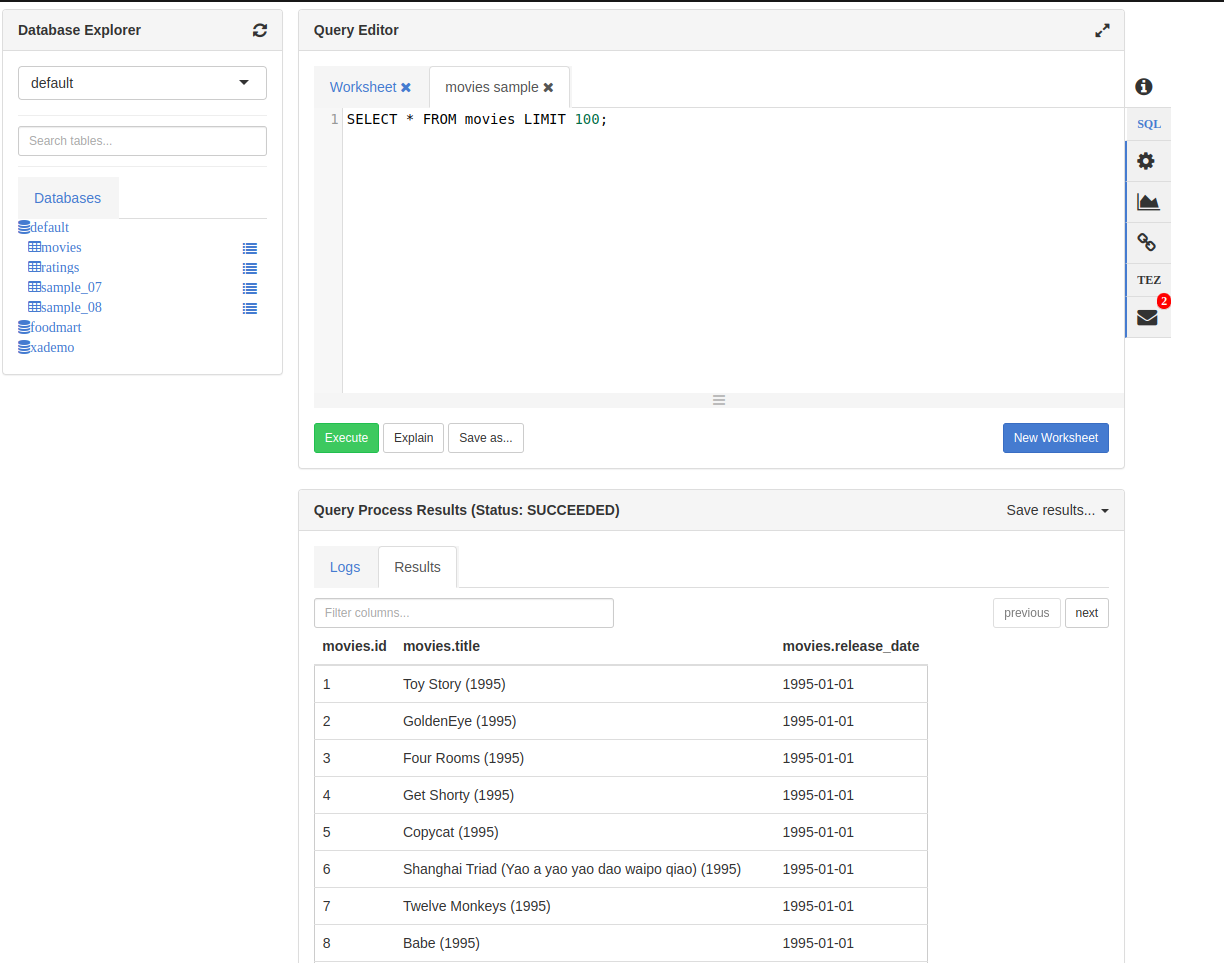 Database Explorer
default
Search tables...
Databases
default
movies
ratings
sample_07
sample_08
foodmart
xademo
Query Editor
Worksheet
movies sample
1 SELECT * FROM movies LIMIT 100;
Execute Explain Save as... New Worksheet
SQL
TEZ
2
Query Process Results (Status: SUCCEEDED) Save results...
Logs Results
Filter columns... previous next
movies.id movies.title movies.release_date
1 Toy Story (1995) 1995-01-01
2 GoldenEye (1995) 1995-01-01
3 Four Rooms (1995) 1995-01-01
4 Get Shorty (1995) 1995-01-01
5 Copycat (1995) 1995-01-01
6 Shanghai Triad (Yao a yao yao dao waipo qiao) (1995) 1995-01-01
7 Twelve Monkeys (1995) 1995-01-01
8 Babe (1995) 1995-01-01